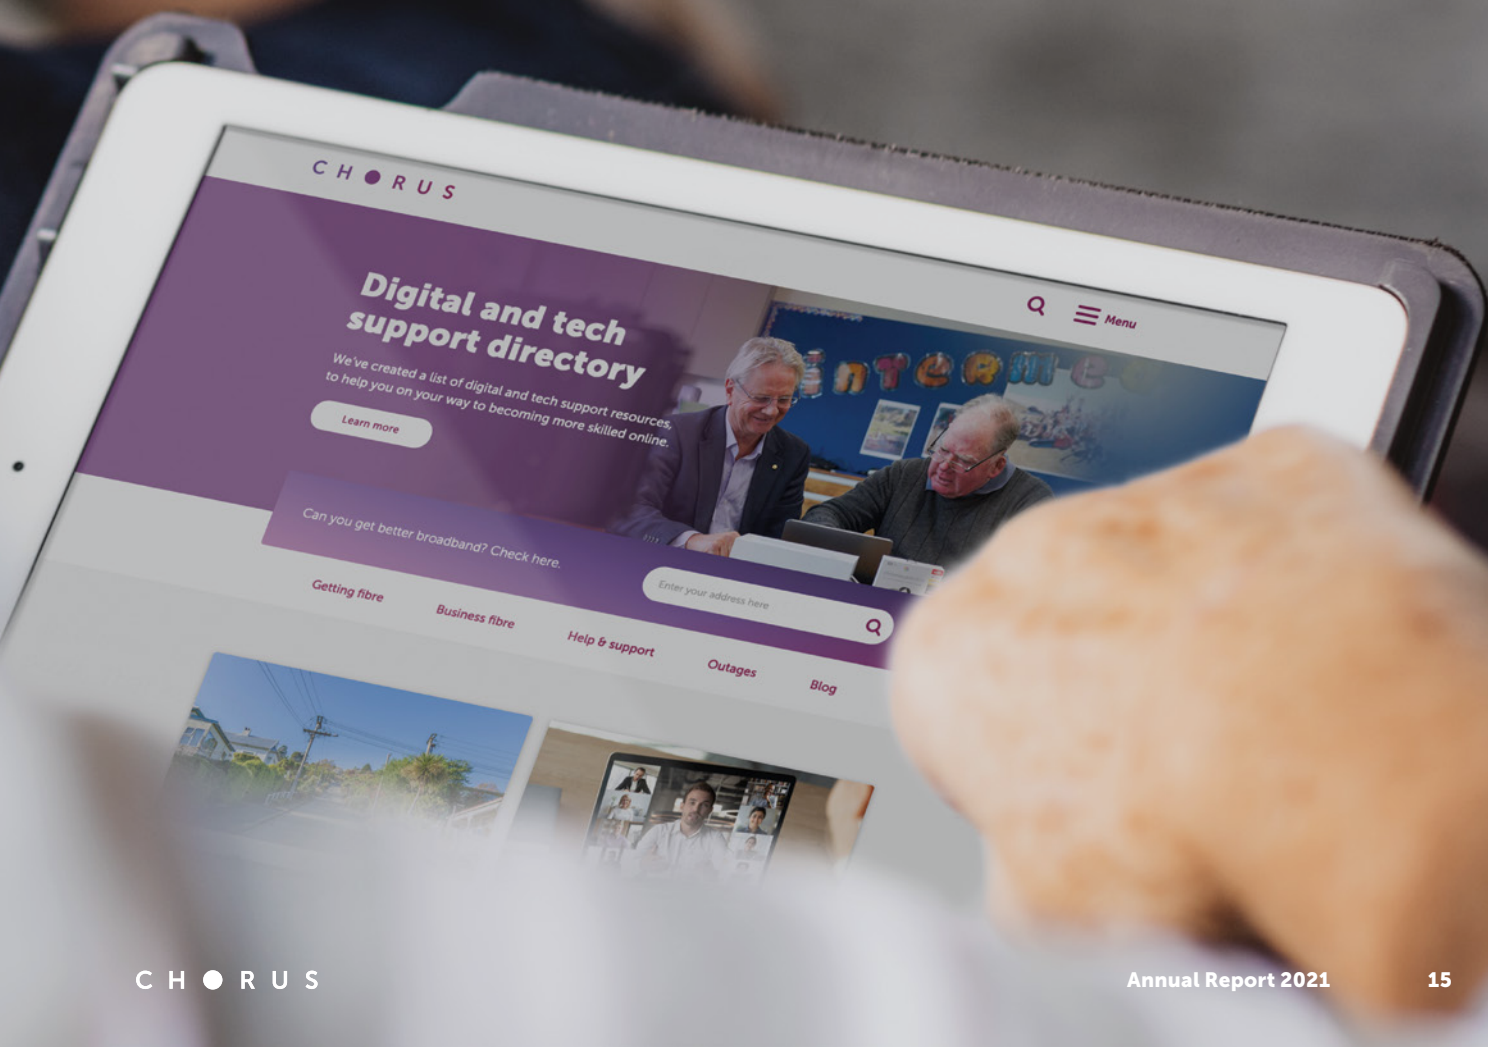 CHORUS
Menu
Digital and tech
support directory
We've created a list of digital and tech support resources,
to help you on your way to becoming more skilled online.
Learn more
Can you get better broadband? Check here.
Enter your address here
Getting fibre
Business fibre
Help & support
Outages
Blog
CHORUS
Annual Report 2021
15